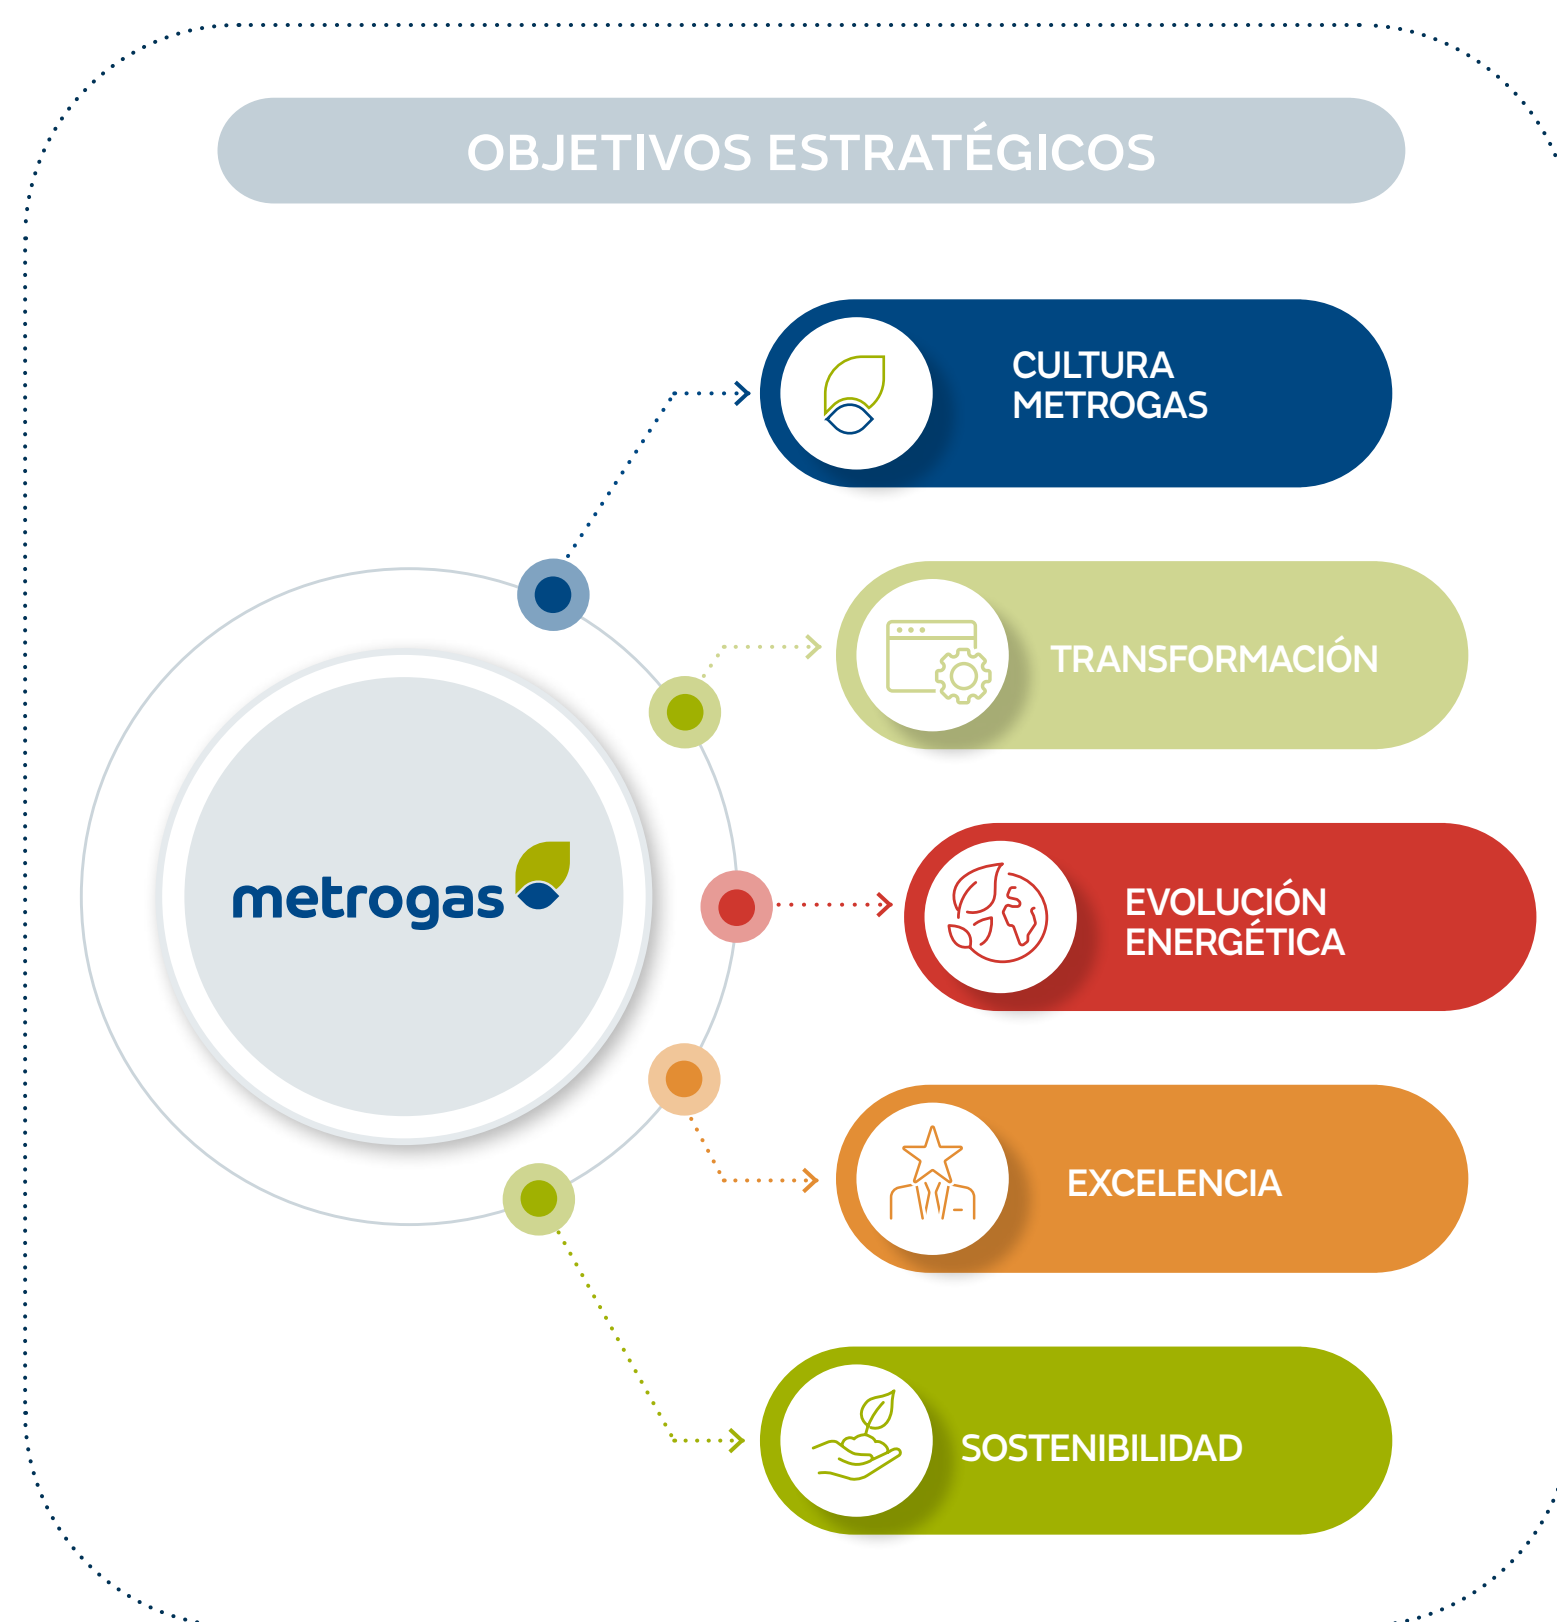 OBJETIVOS ESTRATÉGICOS
CULTURA
METROGAS
TRANSFORMACIÓN
metrogas
EVOLUCIÓN
ENERGÉTICA
EXCELENCIA
SOSTENIBILIDAD